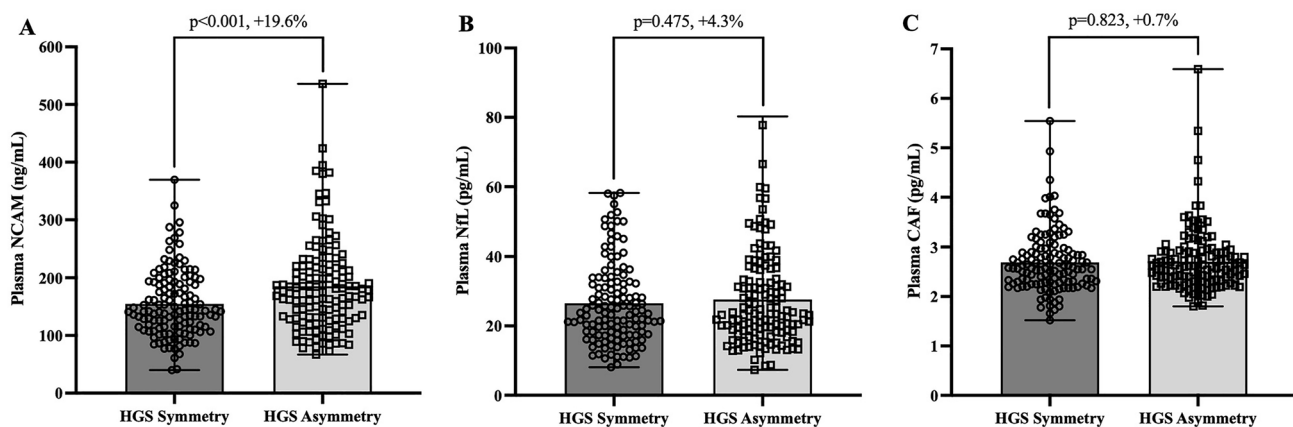 A
p<0.001, +19.6%
Plasma NCAM (ng/mL)
600
500
400
300
200
100
0
HGS Symmetry
HGS Asymmetry
B
p=0.475, +4.3%
Plasma NfL (pg/mL)
100
80
60
40
20
0
HGS Symmetry
HGS Asymmetry
C
p=0.823, +0.7%
Plasma CAF (pg/mL)
7
6
5
4
3
2
1
0
HGS Symmetry
HGS Asymmetry